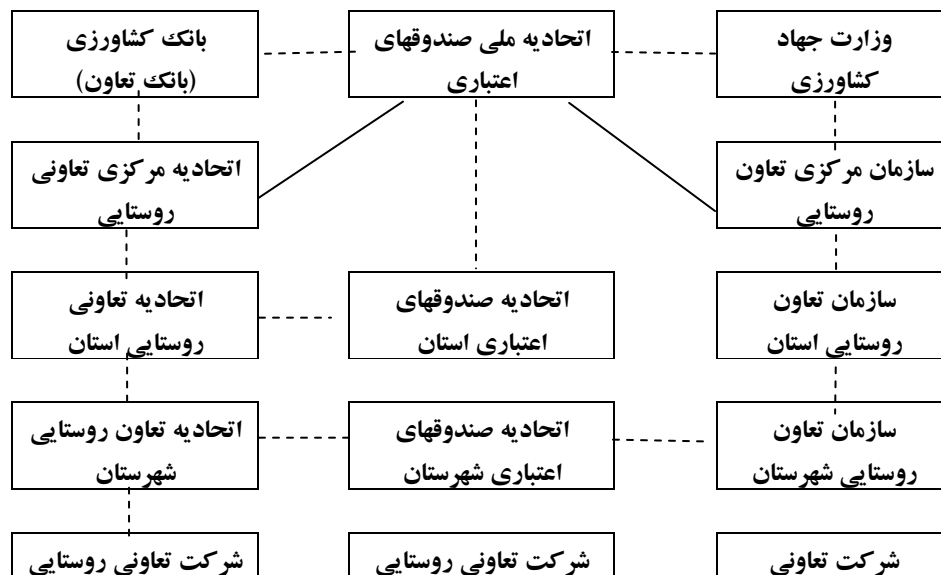 وزارت جهاد
کشاورزی
اتحادیه ملی صندوقهای
اعتباری
بانک کشاورزی
(بانک تعاون)
سازمان مرکزی تعاون
روستایی
اتحادیه مرکزی تعاونی
روستایی
سازمان تعاون
روستایی استان
اتحادیه صندوقهای
اعتباری استان
اتحادیه تعاونی
روستایی استان
سازمان تعاون
روستایی شهرستان
اتحادیه صندوقهای
اعتباری شهرستان
اتحادیه تعاون روستایی
شهرستان
شرکت تعاونی
شرکت تعاونی روستایی
شرکت تعاونی روستایی